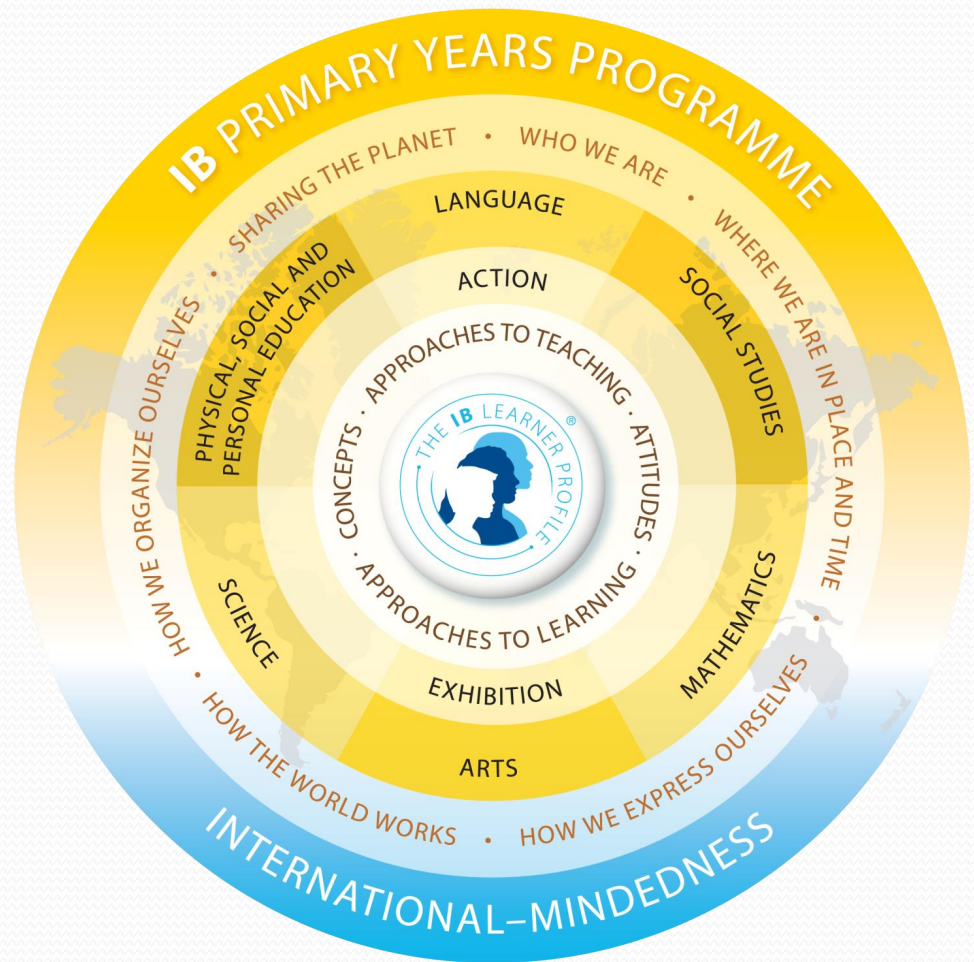 IB PRIMARY YEARS PROGRAMME
SHARING THE PLANET • WHO WE ARE • WHERE WE ARE IN PLACE AND TIME • HOW WE EXPRESS OURSELVES • HOW THE WORLD WORKS • HOW WE ORGANIZE OURSELVES •
LANGUAGE
SOCIAL STUDIES
MATHEMATICS
ARTS
SCIENCE
PHYSICAL, SOCIAL AND
PERSONAL EDUCATION
ACTION
EXHIBITION
APPROACHES TO TEACHING · ATTITUDES · APPROACHES TO LEARNING · CONCEPTS ·
• THE IB LEARNER PROFILE • ®
INTERNATIONAL–MINDEDNESS